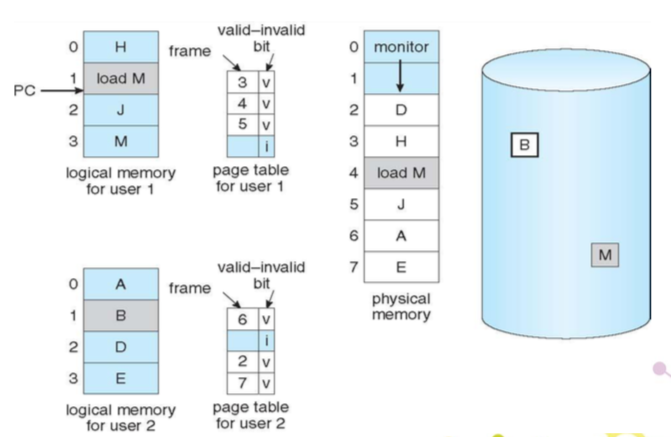 valid–invalid
bit
frame
0 H
1 load M
PC
2 J
3 M
3 v
4 v
5 v
i
logical memory
for user 1
page table
for user 1
0 monitor
1
2 D
3 H
4 load M
5 J
6 A
7 E
physical
memory
B
M
valid–invalid
bit
frame
0 A
1 B
2 D
3 E
6 v
i
2 v
7 v
logical memory
for user 2
page table
for user 2